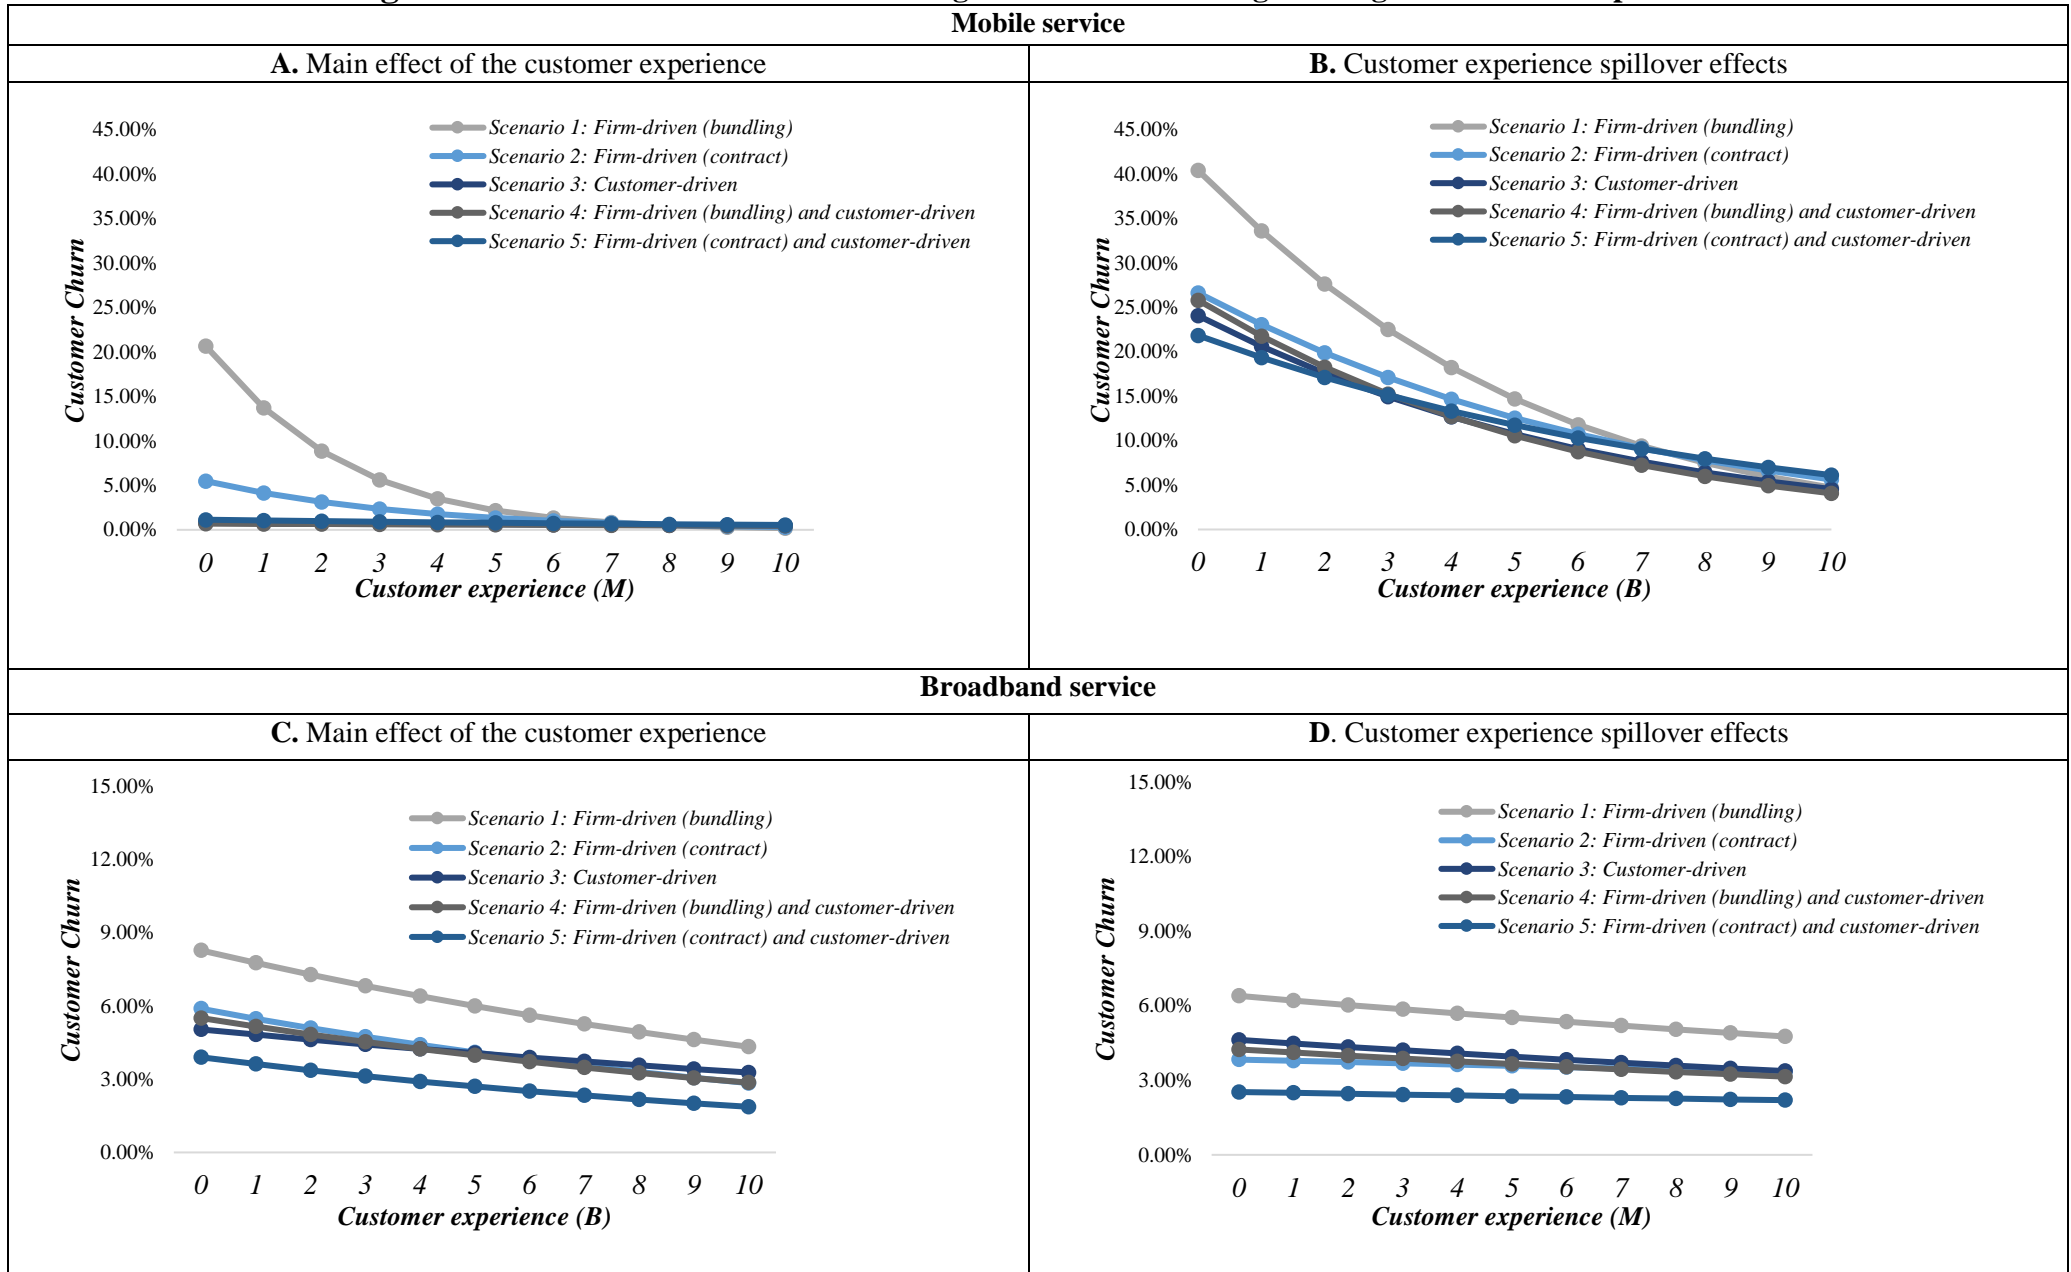 Mobile service
A. Main effect of the customer experience
B. Customer experience spillover effects
45.00%
40.00%
35.00%
30.00%
25.00%
20.00%
15.00%
10.00%
5.00%
0.00%
Customer Churn
Scenario 1: Firm-driven (bundling)
Scenario 2: Firm-driven (contract)
Scenario 3: Customer-driven
Scenario 4: Firm-driven (bundling) and customer-driven
Scenario 5: Firm-driven (contract) and customer-driven
0 1 2 3 4 5 6 7 8 9 10
Customer experience (M)
45.00%
40.00%
35.00%
30.00%
25.00%
20.00%
15.00%
10.00%
5.00%
0.00%
Customer Churn
Scenario 1: Firm-driven (bundling)
Scenario 2: Firm-driven (contract)
Scenario 3: Customer-driven
Scenario 4: Firm-driven (bundling) and customer-driven
Scenario 5: Firm-driven (contract) and customer-driven
0 1 2 3 4 5 6 7 8 9 10
Customer experience (B)
Broadband service
C. Main effect of the customer experience
D. Customer experience spillover effects
15.00%
12.00%
9.00%
6.00%
3.00%
0.00%
Customer Churn
Scenario 1: Firm-driven (bundling)
Scenario 2: Firm-driven (contract)
Scenario 3: Customer-driven
Scenario 4: Firm-driven (bundling) and customer-driven
Scenario 5: Firm-driven (contract) and customer-driven
0 1 2 3 4 5 6 7 8 9 10
Customer experience (B)
15.00%
12.00%
9.00%
6.00%
3.00%
0.00%
Customer Churn
Scenario 1: Firm-driven (bundling)
Scenario 2: Firm-driven (contract)
Scenario 3: Customer-driven
Scenario 4: Firm-driven (bundling) and customer-driven
Scenario 5: Firm-driven (contract) and customer-driven
0 1 2 3 4 5 6 7 8 9 10
Customer experience (M)